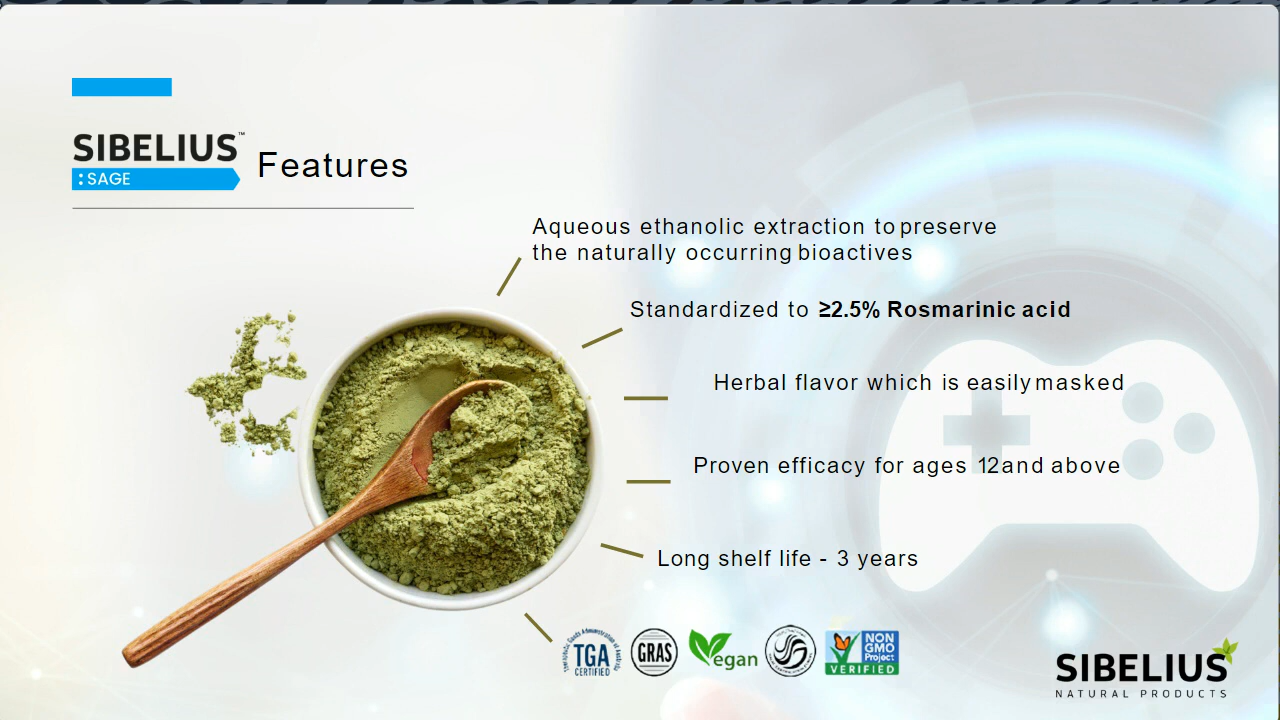 SIBELIUS™
: SAGE
Features
Aqueous ethanolic extraction to preserve
the naturally occurring bioactives
Standardized to ≥2.5% Rosmarinic acid
Herbal flavor which is easily masked
Proven efficacy for ages 12 and above
Long shelf life - 3 years
TGA
CERTIFIED
GRAS
Vegan
NON
GMO
Project
VERIFIED
SIBELIUS
NATURAL PRODUCTS